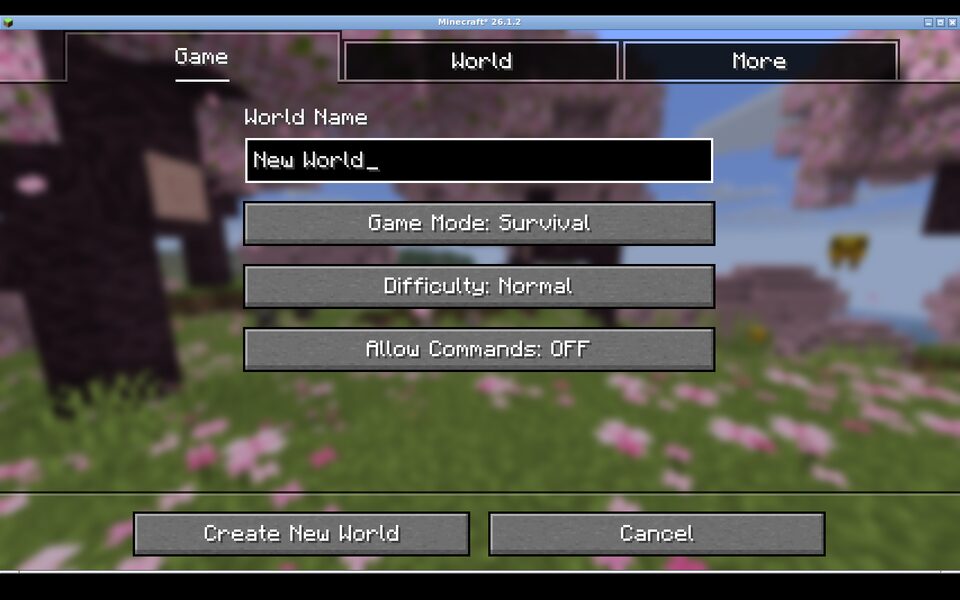 Minecraft* 26.1.2
Game
World
More
World Name
New World_
Game Mode: Survival
Difficulty: Normal
Allow Commands: OFF
Create New World
Cancel